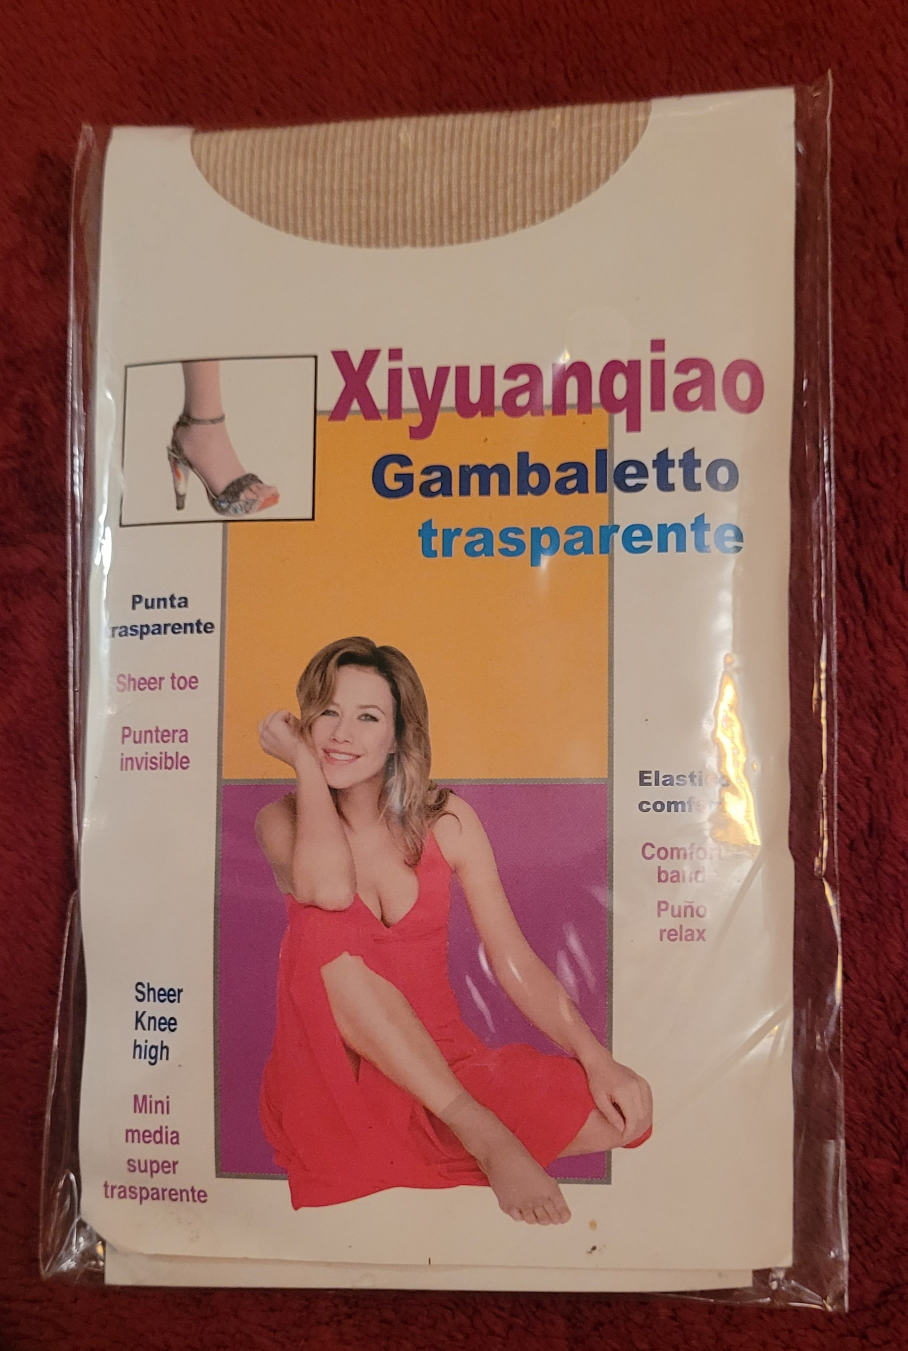 Xiyuanqiao
Gambaletto
trasparente
Punta
trasparente
Sheer toe
Puntera
invisible
Comfort
band
Puño
relax
Sheer
Knee
high
Mini
media
super
trasparente